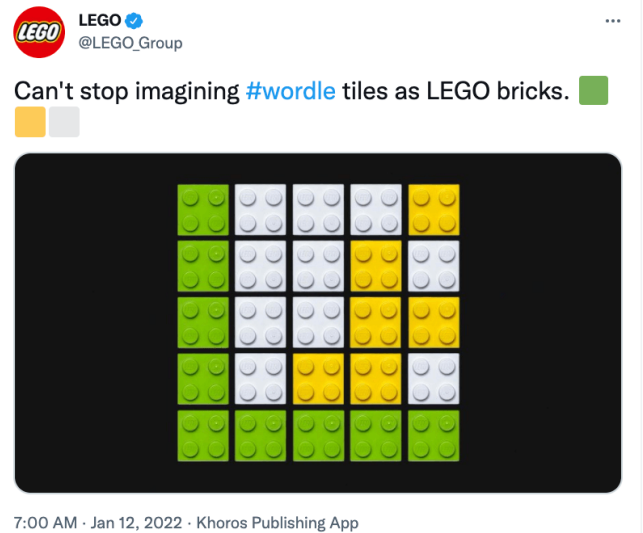 LEGO
LEGO
@LEGO_Group
Can't stop imagining #wordle tiles as LEGO bricks. 🟩
🟨⬜
7:00 AM · Jan 12, 2022 · Khoros Publishing App